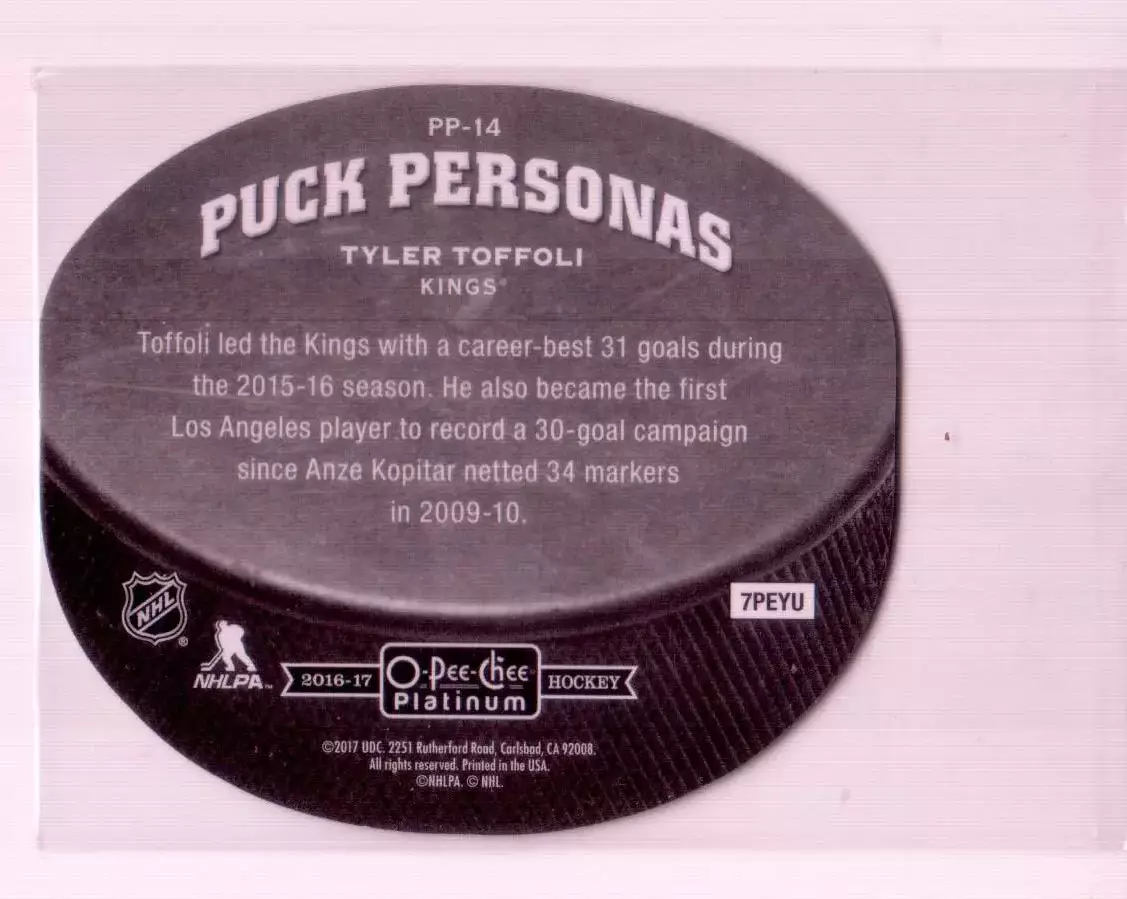 PP-14
PUCK PERSONAS
TYLER TOFFOLI
KINGS®
Toffoli led the Kings with a career-best 31 goals during
the 2015-16 season. He also became the first
Los Angeles player to record a 30-goal campaign
since Anze Kopitar netted 34 markers
in 2009-10.
7PEYU
NHL®
NHLPA™
2016-17 O-Pee-Chee HOCKEY
Platinum
©2017 UDC. 2251 Rutherford Road, Carlsbad, CA 92008.
All rights reserved. Printed in the USA.
©NHLPA. © NHL.